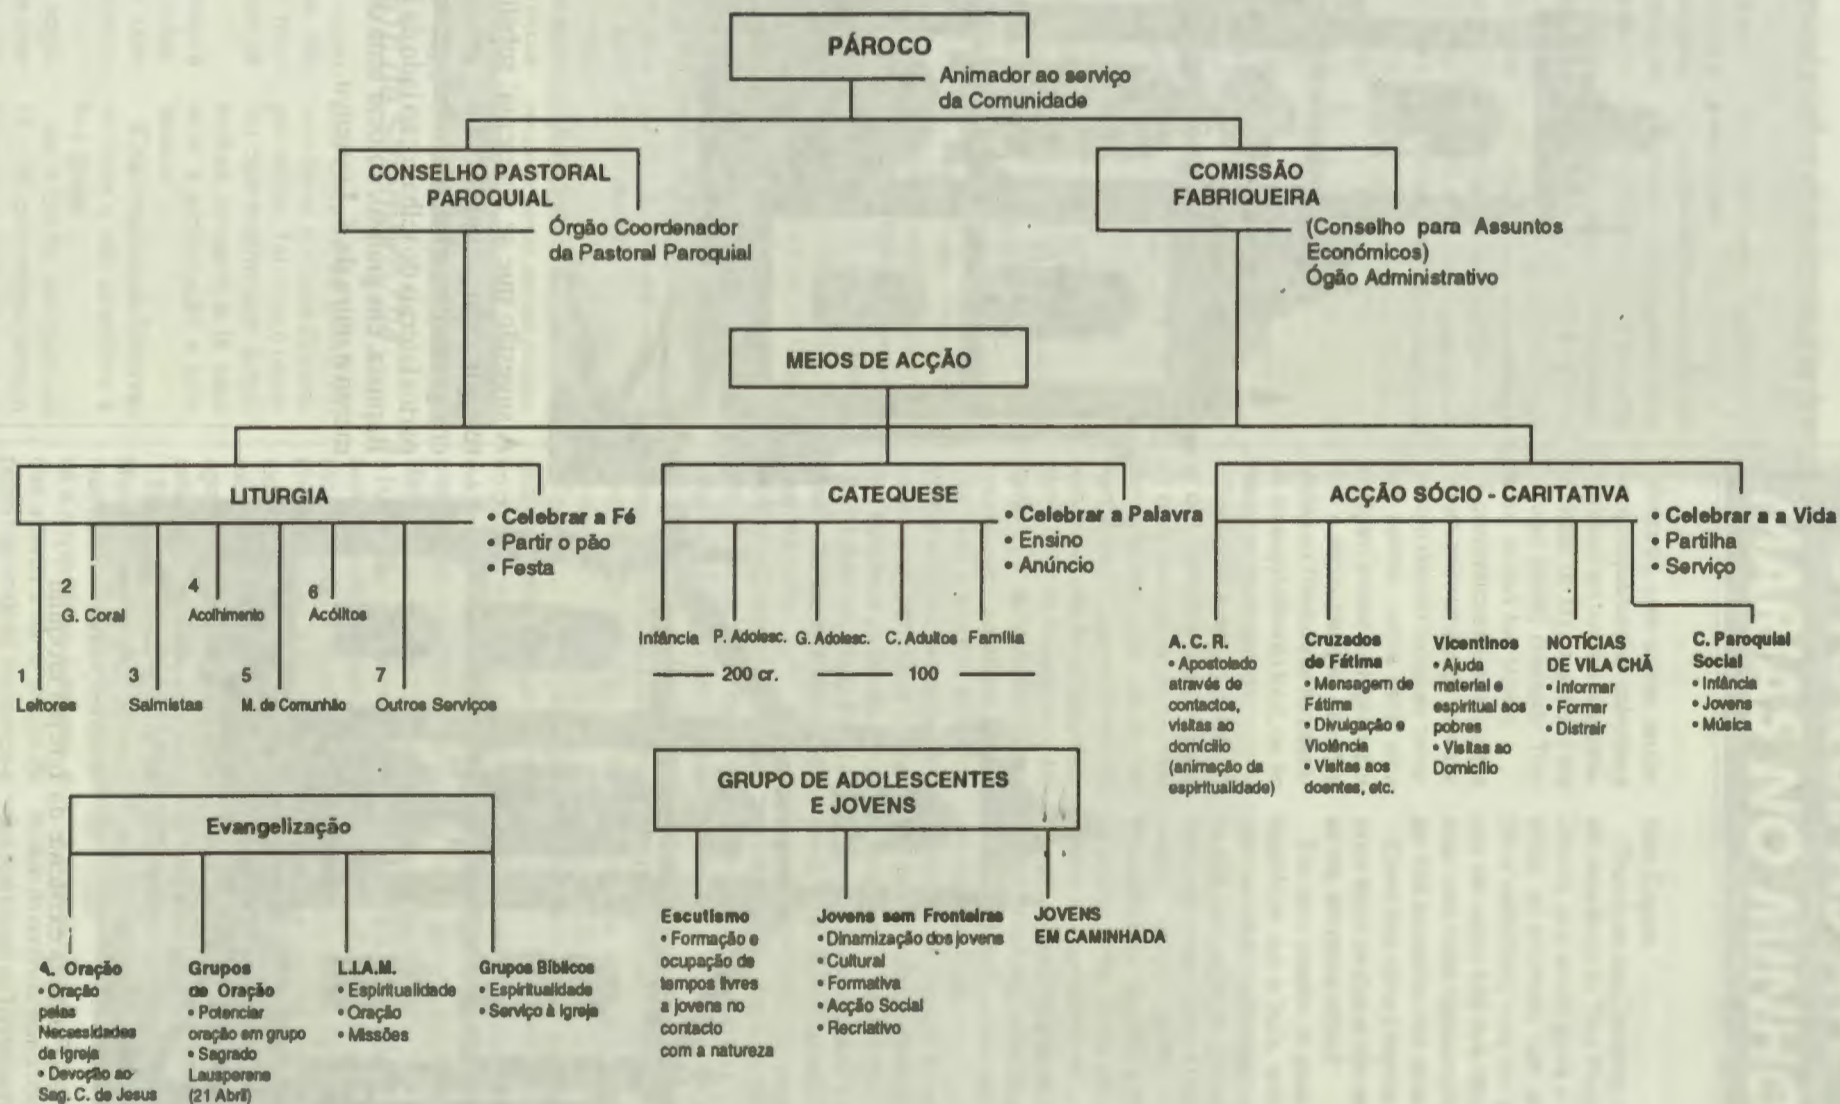 PÁROCO
Animador ao serviço
da Comunidade
CONSELHO PASTORAL
PAROQUIAL
Órgão Coordenador
da Pastoral Paroquial
COMISSÃO
FABRIQUEIRA
(Conselho para Assuntos
Económicos)
Ógão Administrativo
MEIOS DE ACÇÃO
LITURGIA
• Celebrar a Fé
• Partir o pão
• Festa
2
G. Coral
4
Acolhimento
6
Acólitos
1
Leitores
3
Salmistas
5
M. de Comunhão
7
Outros Serviços
CATEQUESE
• Celebrar a Palavra
• Ensino
• Anúncio
Infância P. Adolesc. G. Adolesc. C. Adultos Família
200 cr. 100
ACÇÃO SÓCIO - CARITATIVA
• Celebrar a a Vida
• Partilha
• Serviço
A. C. R.
• Apostolado
através de
contactos,
visitas ao
domícilio
(animação da
espiritualidade)
Cruzados
de Fátima
• Mensagem de
Fátima
• Divulgação e
Violência
• Visitas aos
doentes, etc.
Vicentinos
• Ajuda
material e
espiritual aos
pobres
• Visitas ao
Domicílio
NOTÍCIAS
DE VILA CHÃ
• Informar
• Formar
• Distrair
C. Paroquial
Social
• Infância
• Jovens
• Música
Evangelização
A. Oração
• Oração
pelas
Necessidades
da Igreja
• Devoção ao
Sag. C. de Jesus
Grupos
de Oração
• Potenciar
oração em grupo
• Sagrado
Lausperene
(21 Abril)
L.I.A.M.
• Espiritualidade
• Oração
• Missões
Grupos Bíblicos
• Espiritualidade
• Serviço à Igreja
GRUPO DE ADOLESCENTES
E JOVENS
Escutismo
• Formação e
ocupação de
tempos livres
a jovens no
contacto
com a natureza
Jovens sem Fronteiras
• Dinamização dos jovens
• Cultural
• Formativa
• Acção Social
• Recriativo
JOVENS
EM CAMINHADA